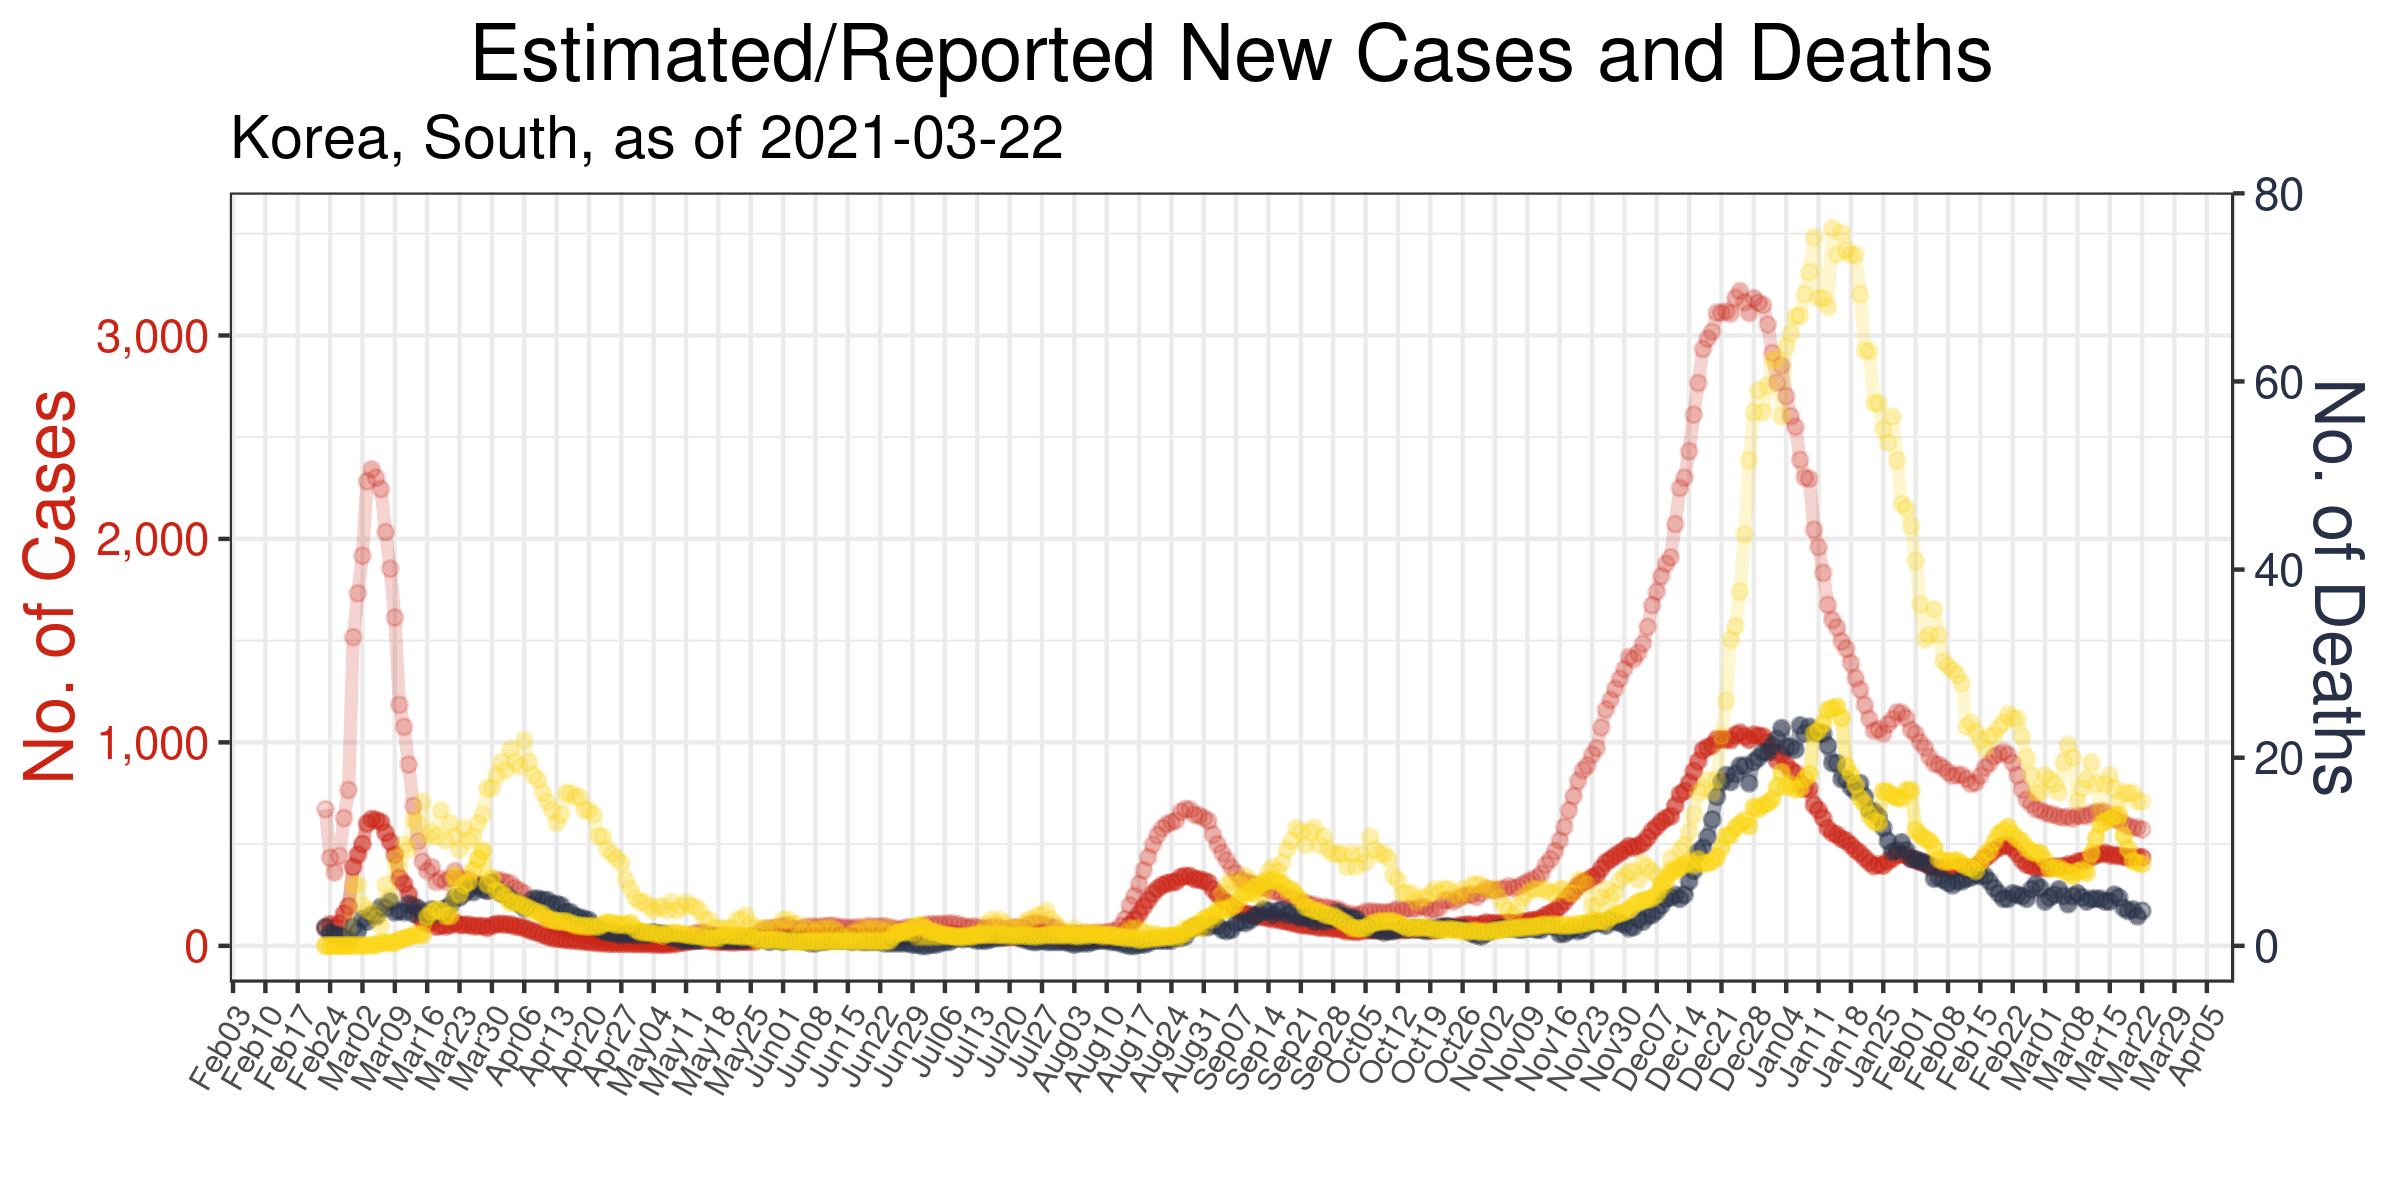 Estimated/Reported New Cases and Deaths
Korea, South, as of 2021-03-22
No. of Cases
3,000
2,000
1,000
0
80
60
40
20
0
No. of Deaths
Feb03 Feb10 Feb17 Feb24 Mar02 Mar09 Mar16 Mar23 Mar30 Apr06 Apr13 Apr20 Apr27 May04 May11 May18 May25 Jun01 Jun08 Jun15 Jun22 Jun29 Jul06 Jul13 Jul20 Jul27 Aug03 Aug10 Aug17 Aug24 Aug31 Sep07 Sep14 Sep21 Sep28 Oct05 Oct12 Oct19 Oct26 Nov02 Nov09 Nov16 Nov23 Nov30 Dec07 Dec14 Dec21 Dec28 Jan04 Jan11 Jan18 Jan25 Feb01 Feb08 Feb15 Feb22 Mar01 Mar08 Mar15 Mar22 Mar29 Apr05